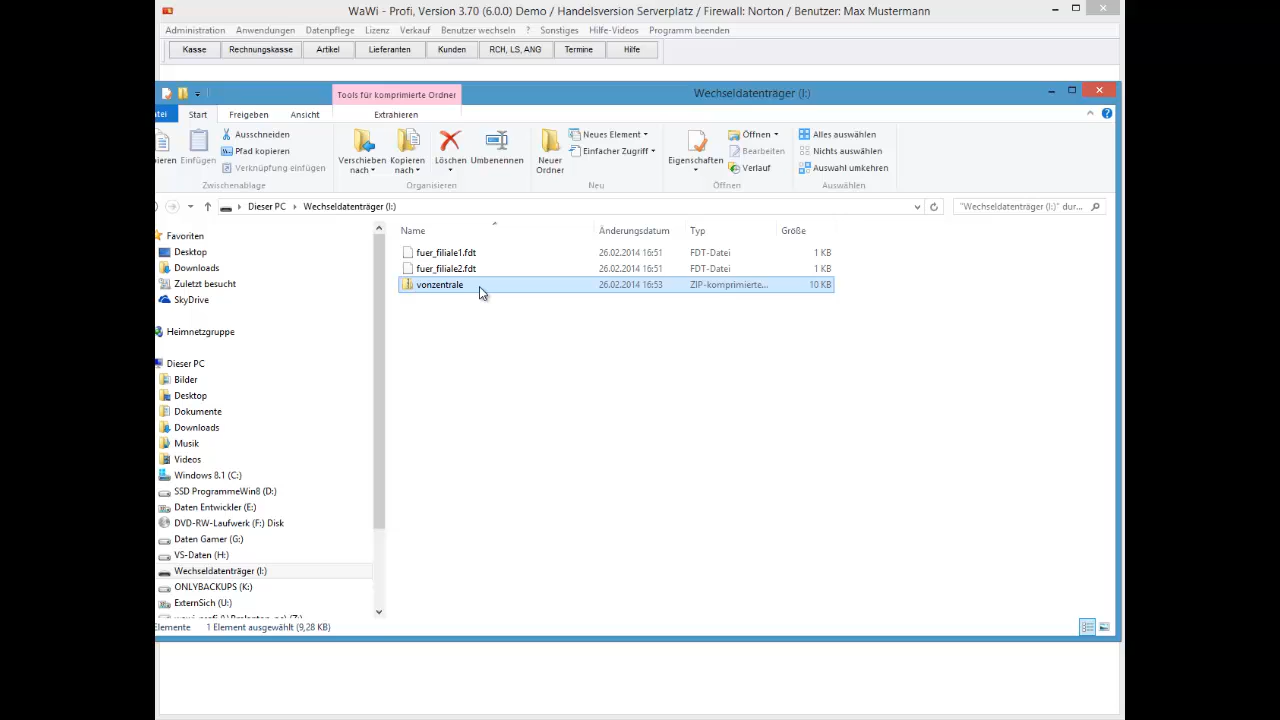 WaWi - Profi, Version 3.70 (6.0.0) Demo / Handesversion Serverplatz / Firewall: Norton / Benutzer: Max Mustermann
Administration Anwendungen Datenpflege Lizenz Verkauf Benutzer wechseln ? Sonstiges Hilfe-Videos Programm beenden
Kasse Rechnungskasse Artikel Lieferanten Kunden RCH, LS, ANG Termine Hilfe
Tools für komprimierte Ordner Wechseldatenträger (I:)
tei Start Freigeben Ansicht Extrahieren
Ausschneiden
Pfad kopieren
Verknüpfung einfügen
ieren Einfügen
Zwischenablage
Verschieben nach Kopieren nach Löschen Umbenennen
Organisieren
Neuer Ordner
Neues Element
Einfacher Zugriff
Neu
Eigenschaften
Öffnen
Bearbeiten
Verlauf
Öffnen
Alles auswählen
Nichts auswählen
Auswahl umkehren
Auswählen
Dieser PC Wechseldatenträger (I:) "Wechseldatenträger (I:)" dur...
Name Änderungsdatum Typ Größe
fuer_filiale1.fdt 26.02.2014 16:51 FDT-Datei 1 KB
fuer_filiale2.fdt 26.02.2014 16:51 FDT-Datei 1 KB
vonzentrale 26.02.2014 16:53 ZIP-komprimierte... 10 KB
Favoriten
Desktop
Downloads
Zuletzt besucht
SkyDrive
Heimnetzgruppe
Dieser PC
Bilder
Desktop
Dokumente
Downloads
Musik
Videos
Windows 8.1 (C:)
SSD ProgrammeWin8 (D:)
Daten Entwickler (E:)
DVD-RW-Laufwerk (F:) Disk
Daten Gamer (G:)
VS-Daten (H:)
Wechseldatenträger (I:)
ONLYBACKUPS (K:)
ExternSich (U:)
Elemente 1 Element ausgewählt (9,28 KB)